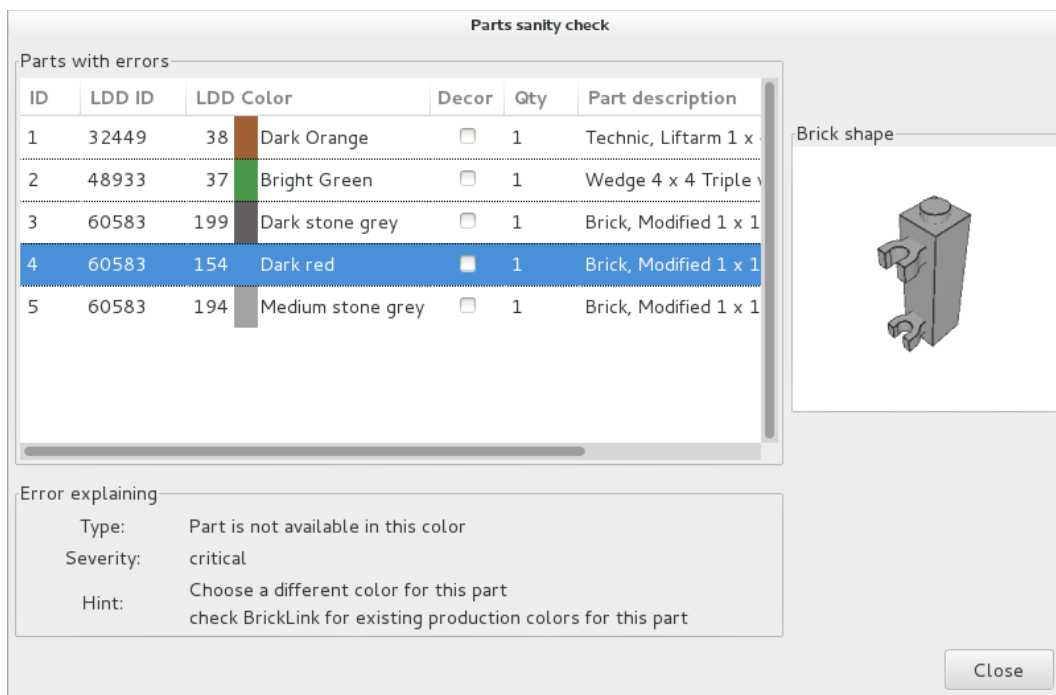 Parts sanity check
Parts with errors
ID LDD ID LDD Color Decor Qty Part description
1 32449 38 Dark Orange 1 Technic, Liftarm 1 x
2 48933 37 Bright Green 1 Wedge 4 x 4 Triple
3 60583 199 Dark stone grey 1 Brick, Modified 1 x 1
4 60583 154 Dark red 1 Brick, Modified 1 x 1
5 60583 194 Medium stone grey 1 Brick, Modified 1 x 1
Brick shape
Error explaining
Type: Part is not available in this color
Severity: critical
Hint: Choose a different color for this part
check BrickLink for existing production colors for this part
Close